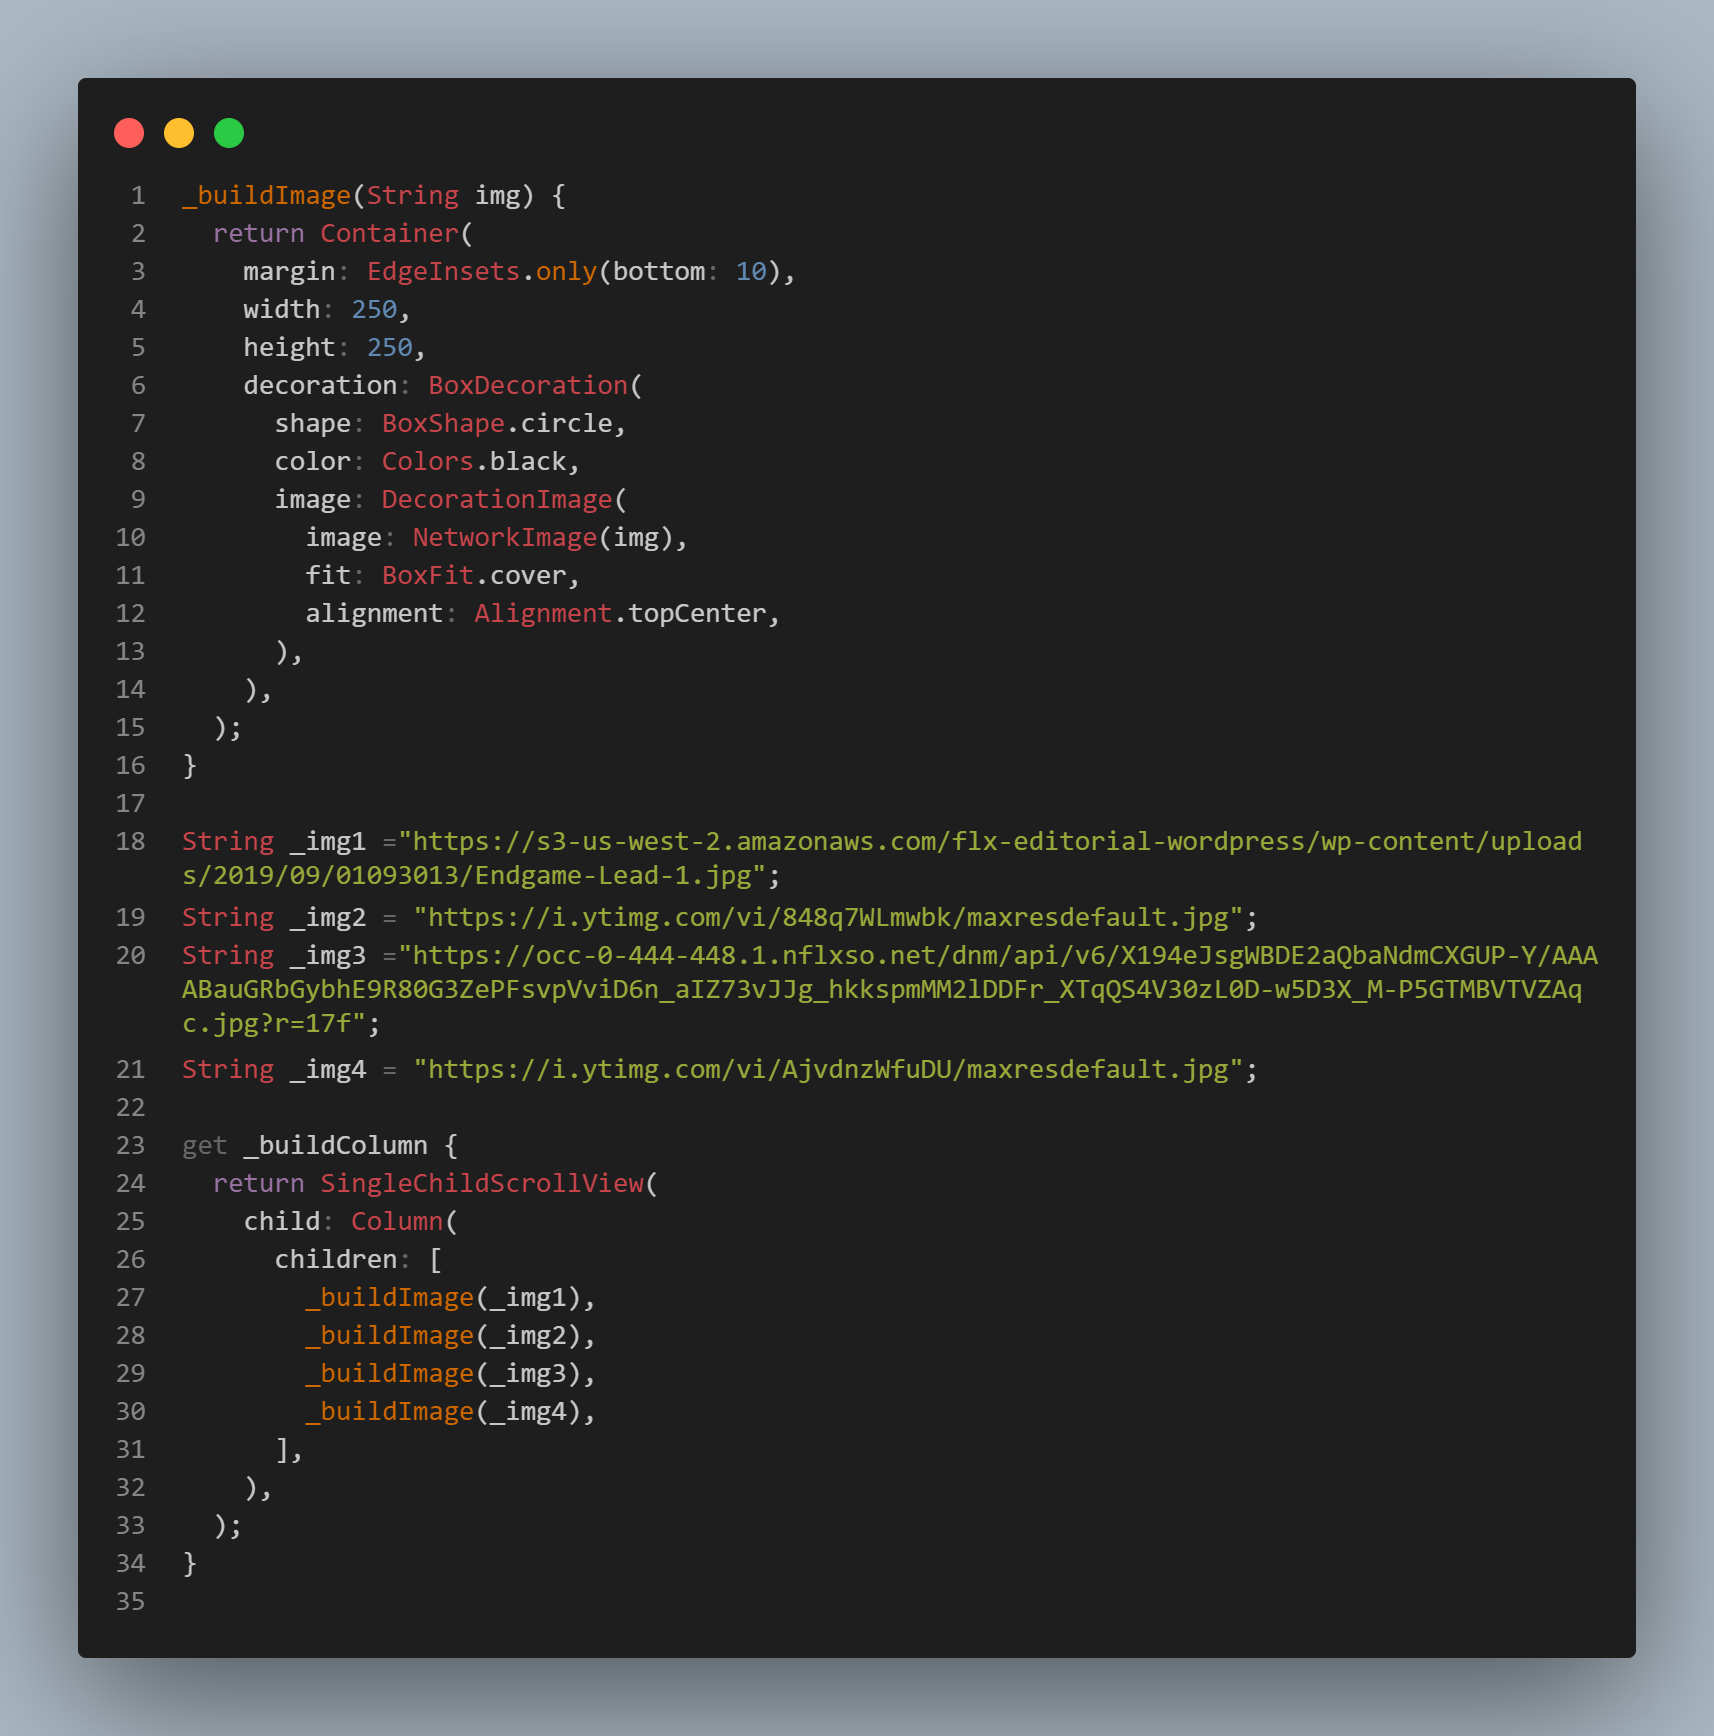 1 _buildImage(String img) {
2   return Container(
3     margin: EdgeInsets.only(bottom: 10),
4     width: 250,
5     height: 250,
6     decoration: BoxDecoration(
7       shape: BoxShape.circle,
8       color: Colors.black,
9       image: DecorationImage(
10         image: NetworkImage(img),
11         fit: BoxFit.cover,
12         alignment: Alignment.topCenter,
13       ),
14     ),
15   );
16 }
17
18 String _img1 ="https://s3-us-west-2.amazonaws.com/flx-editorial-wordpress/wp-content/upload
s/2019/09/01093013/Endgame-Lead-1.jpg";
19 String _img2 = "https://i.ytimg.com/vi/848q7WLmwbk/maxresdefault.jpg";
20 String _img3 ="https://occ-0-444-448.1.nflxso.net/dnm/api/v6/X194eJsgWBDE2aQbaNdmCXGUP-Y/AAA
ABauGRbGybhE9R80G3ZePFsvpVviD6n_aIZ73vJJg_hkkspmMM2lDDFr_XTqQS4V30zL0D-w5D3X_M-P5GTMBVTVZAq
c.jpg?r=17f";
21 String _img4 = "https://i.ytimg.com/vi/AjvdnzWfuDU/maxresdefault.jpg";
22
23 get _buildColumn {
24   return SingleChildScrollView(
25     child: Column(
26       children: [
27         _buildImage(_img1),
28         _buildImage(_img2),
29         _buildImage(_img3),
30         _buildImage(_img4),
31       ],
32     ),
33   );
34 }
35